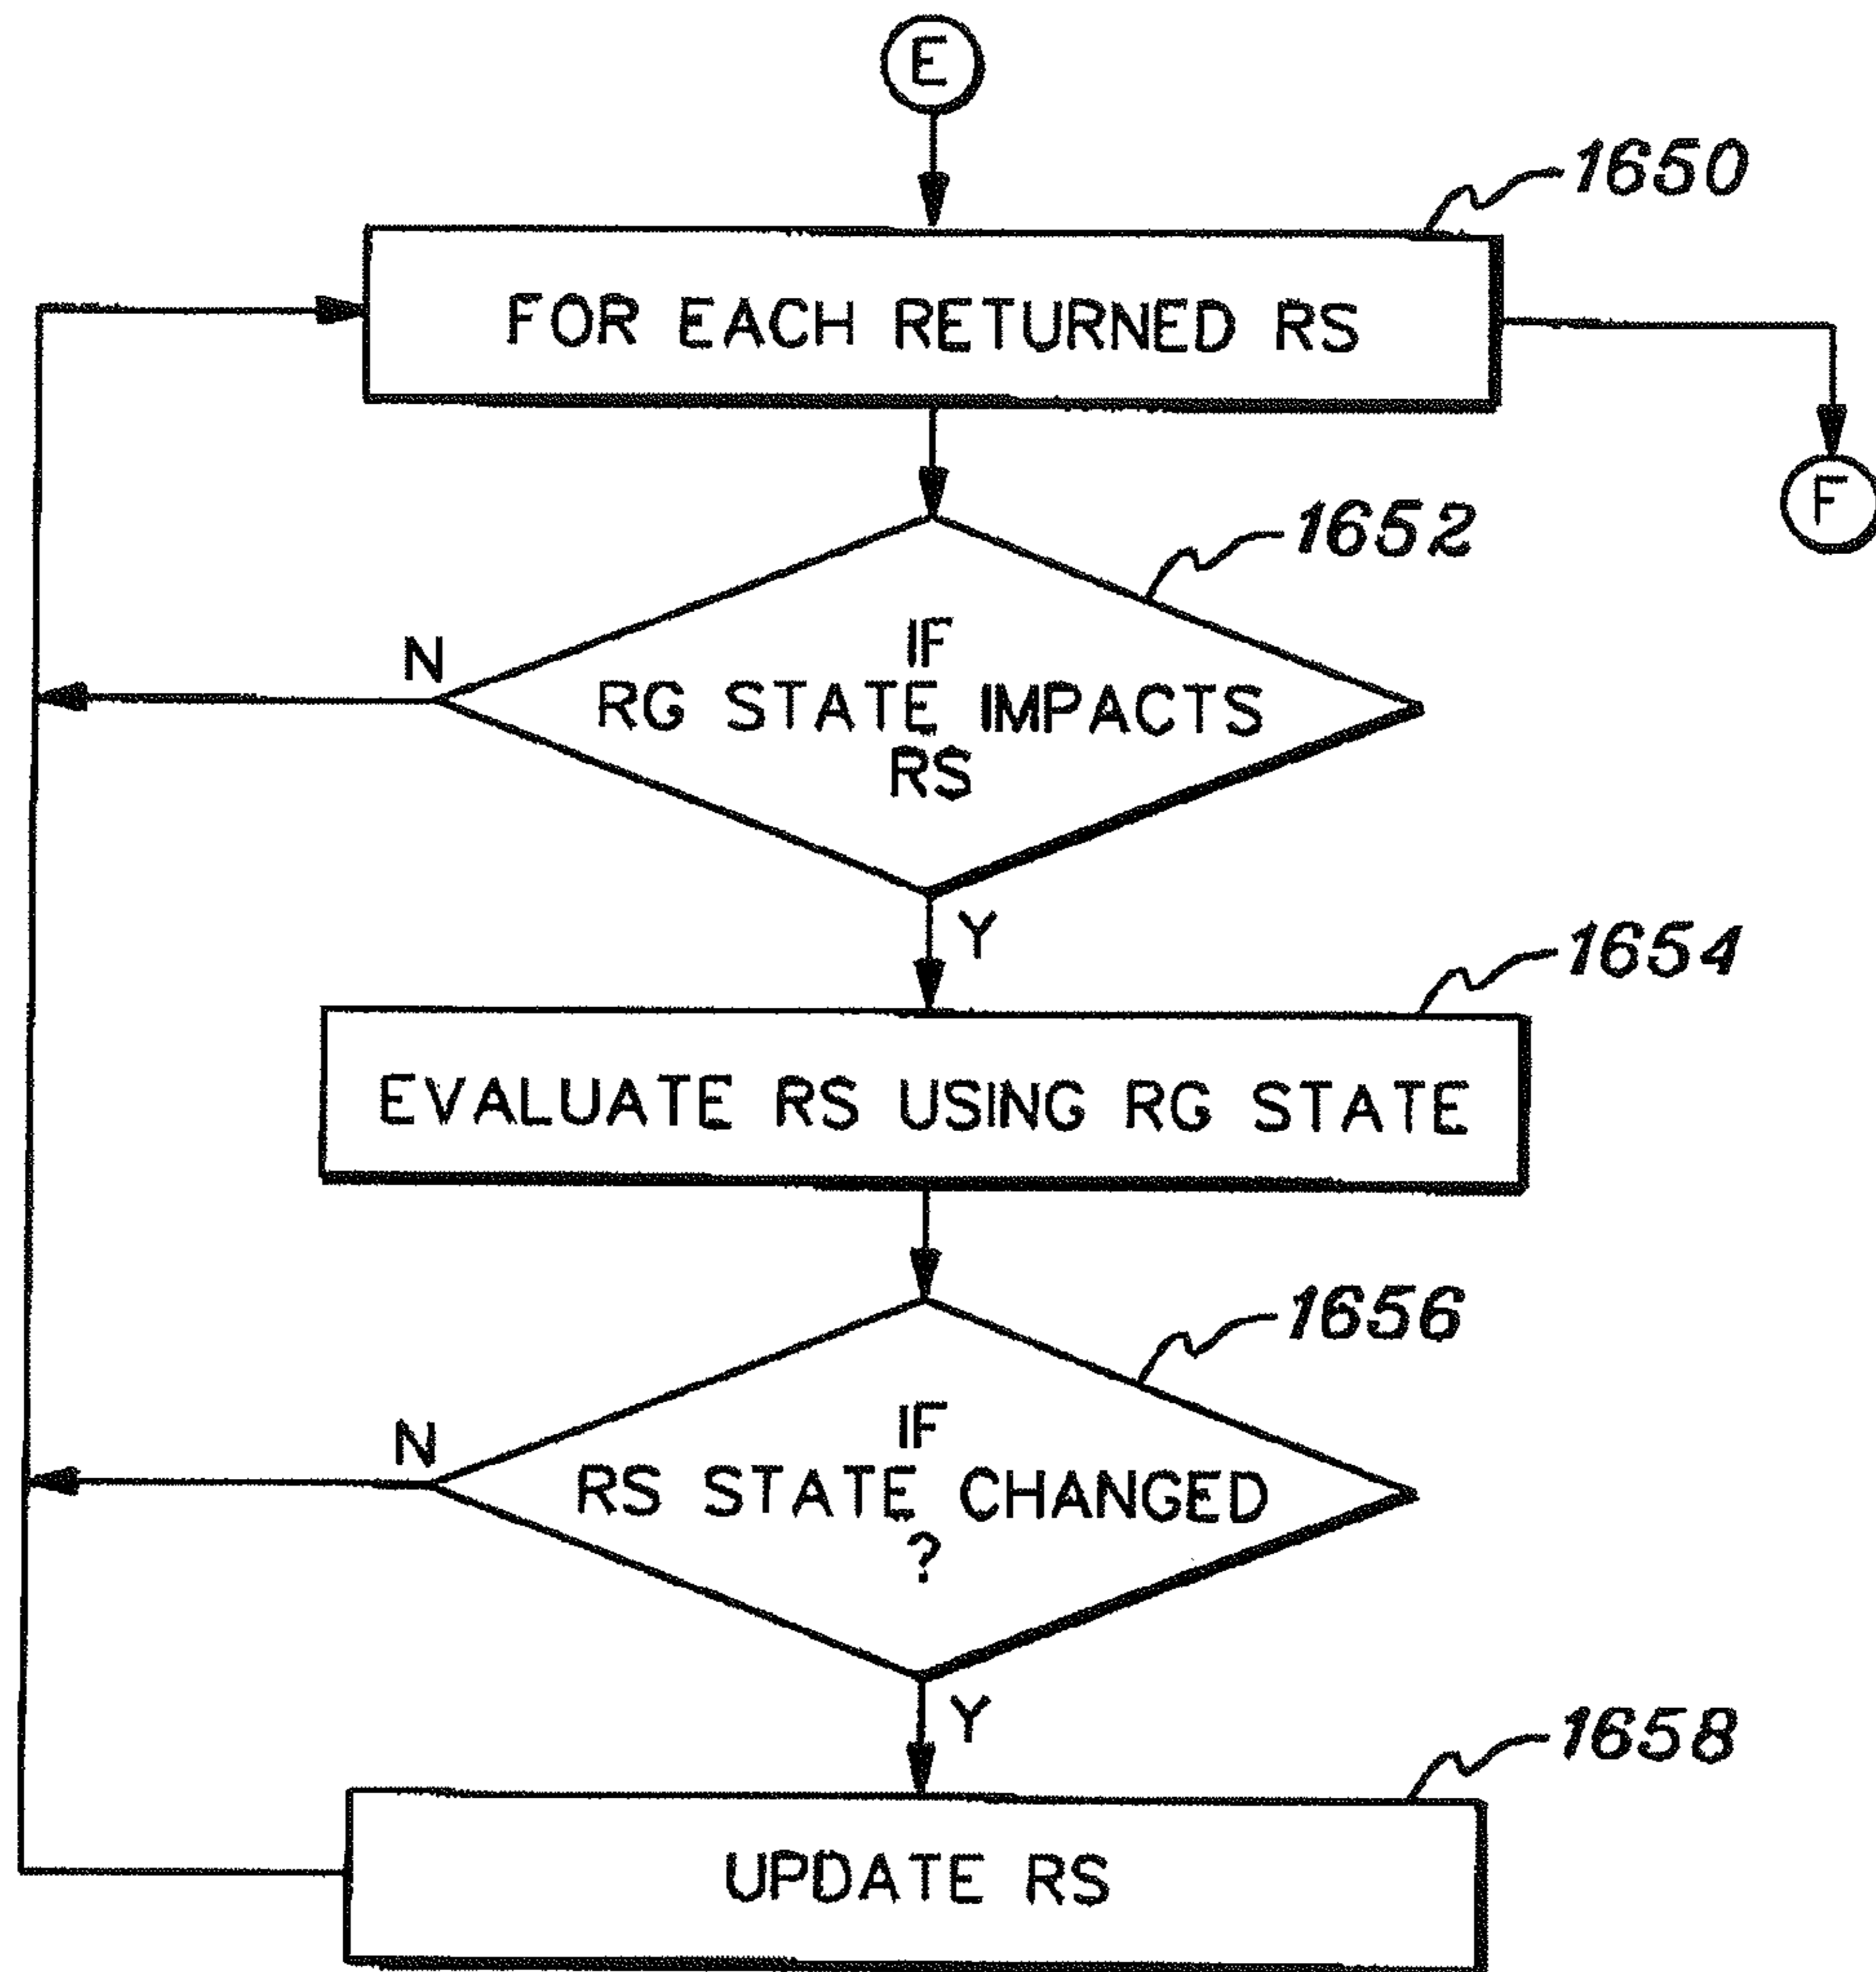 E
1650
FOR EACH RETURNED RS
F
1652
IF
RG STATE IMPACTS
RS
N
Y
1654
EVALUATE RS USING RG STATE
1656
IF
RS STATE CHANGED
?
N
Y
1658
UPDATE RS